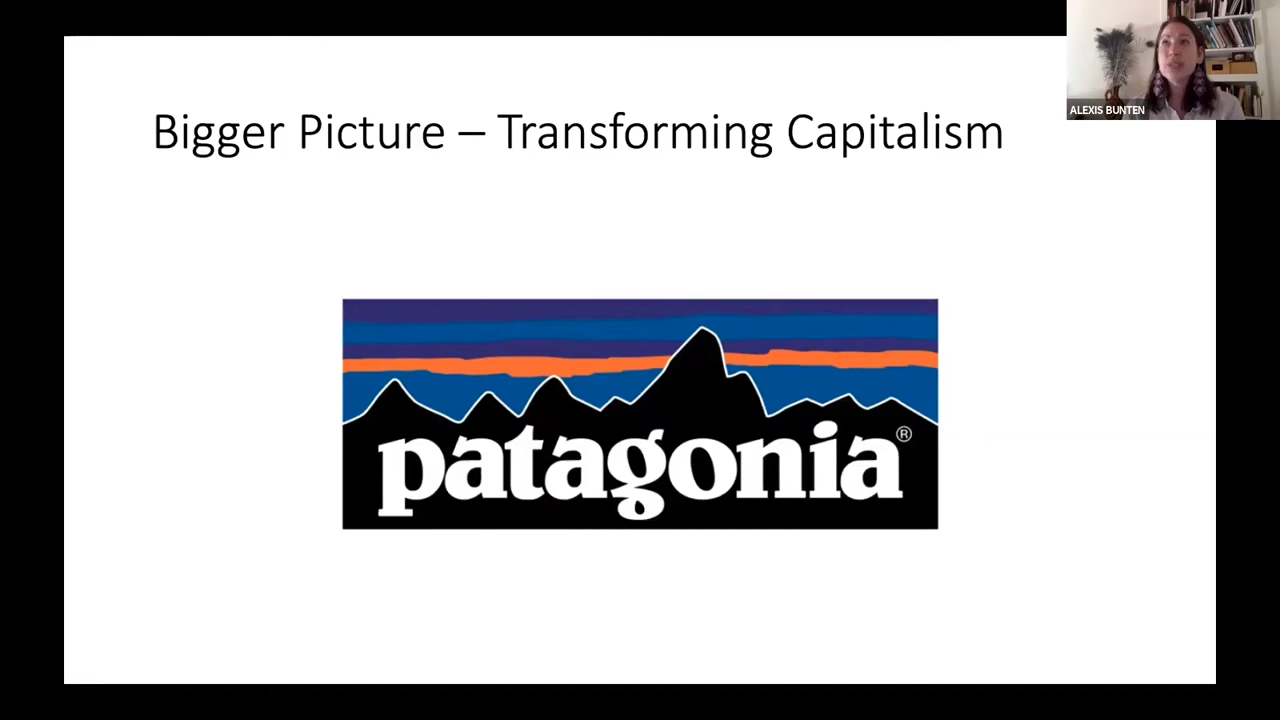 Bigger Picture – Transforming Capitalism
ALEXIS BUNTEN
patagonia®